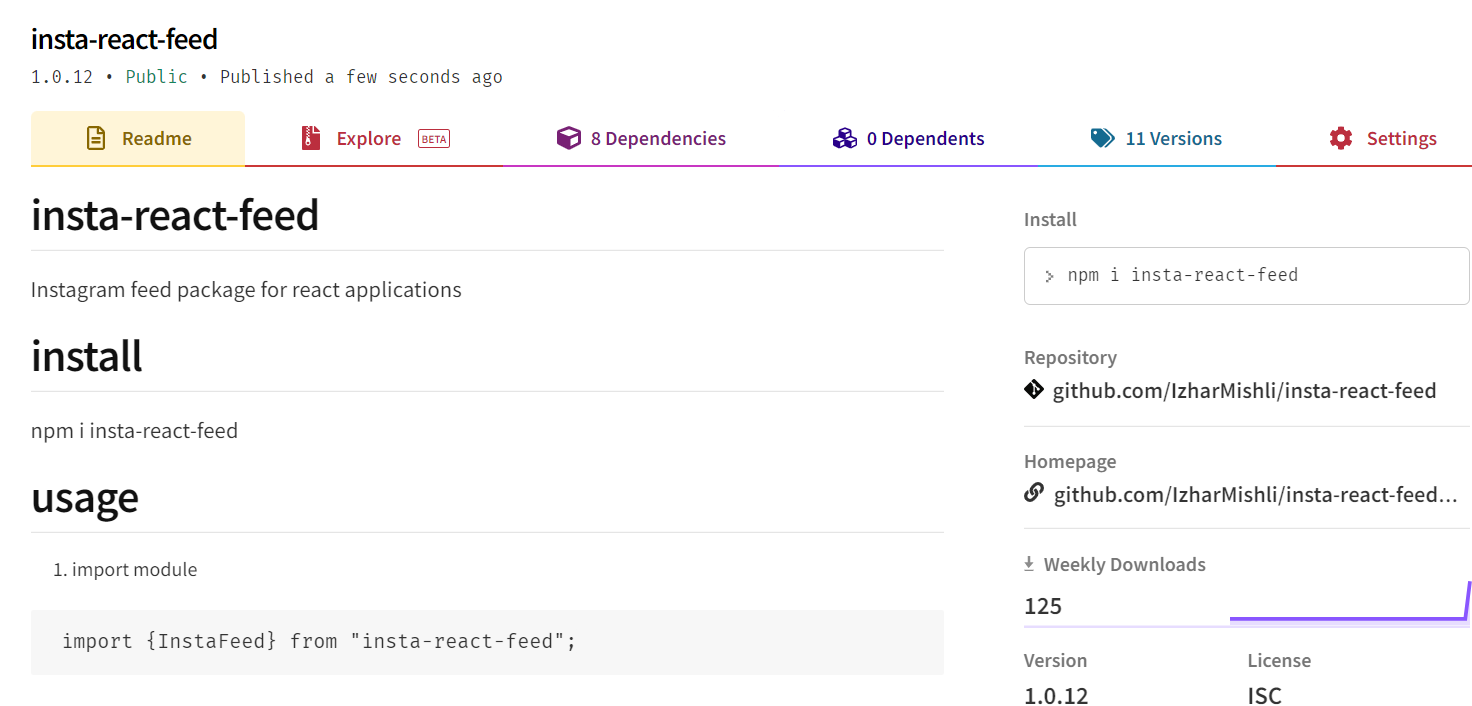 insta-react-feed
1.0.12 • Public • Published a few seconds ago
Readme
Explore BETA
8 Dependencies
0 Dependents
11 Versions
Settings
insta-react-feed
Instagram feed package for react applications
install
npm i insta-react-feed
usage
1. import module
import {InstaFeed} from "insta-react-feed";
Install
> npm i insta-react-feed
Repository
github.com/IzharMishli/insta-react-feed
Homepage
github.com/IzharMishli/insta-react-feed...
Weekly Downloads
125
Version
1.0.12
License
ISC